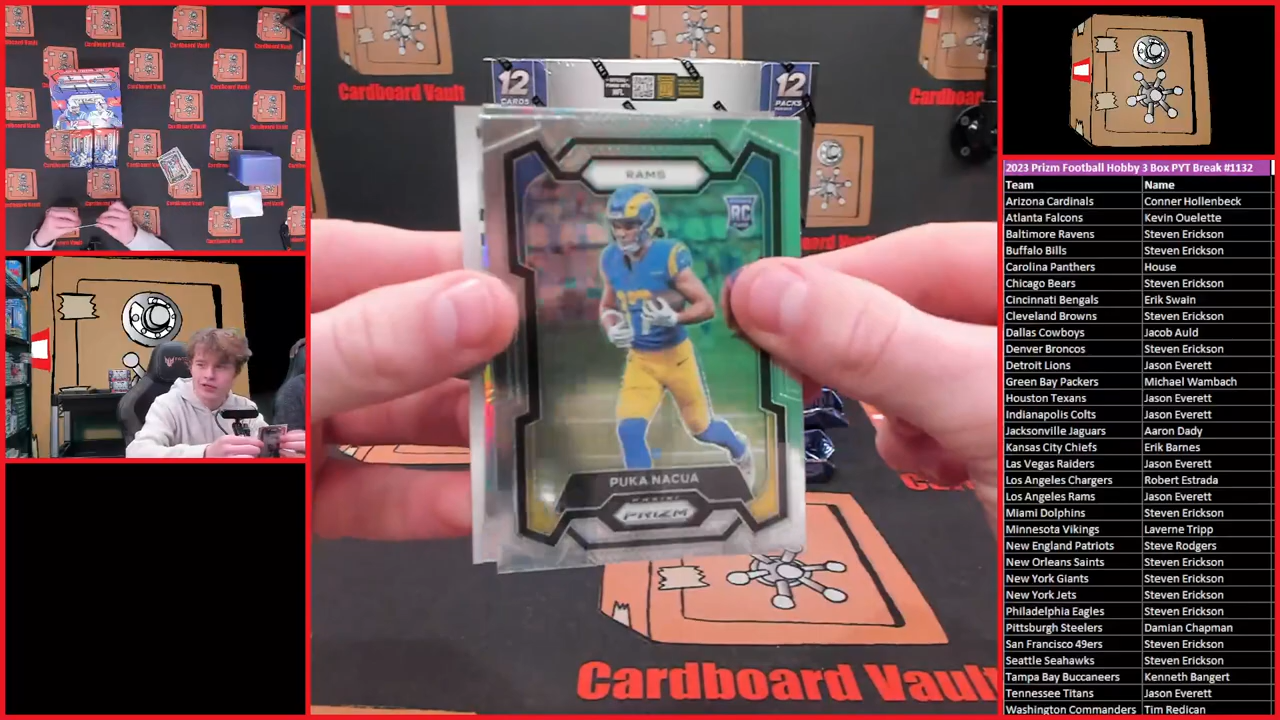 Cardboard Vault
Cardboard Vault
Cardboard Vault
12
CARDS
12
PACKS
RAMS
RC
17
PUKA NACUA
PANINI
PRIZM
Cardboard Vault
2023 Prizm Football Hobby 3 Box PYT Break #1132
Team Name
Arizona Cardinals Conner Hollenbeck
Atlanta Falcons Kevin Ouelette
Baltimore Ravens Steven Erickson
Buffalo Bills Steven Erickson
Carolina Panthers House
Chicago Bears Steven Erickson
Cincinnati Bengals Erik Swain
Cleveland Browns Steven Erickson
Dallas Cowboys Jacob Auld
Denver Broncos Steven Erickson
Detroit Lions Jason Everett
Green Bay Packers Michael Wambach
Houston Texans Jason Everett
Indianapolis Colts Jason Everett
Jacksonville Jaguars Aaron Dady
Kansas City Chiefs Erik Barnes
Las Vegas Raiders Jason Everett
Los Angeles Chargers Robert Estrada
Los Angeles Rams Jason Everett
Miami Dolphins Steven Erickson
Minnesota Vikings Laverne Tripp
New England Patriots Steve Rodgers
New Orleans Saints Steven Erickson
New York Giants Steven Erickson
New York Jets Steven Erickson
Philadelphia Eagles Steven Erickson
Pittsburgh Steelers Damian Chapman
San Francisco 49ers Steven Erickson
Seattle Seahawks Steven Erickson
Tampa Bay Buccaneers Kenneth Bangert
Tennessee Titans Jason Everett
Washington Commanders Tim Redican